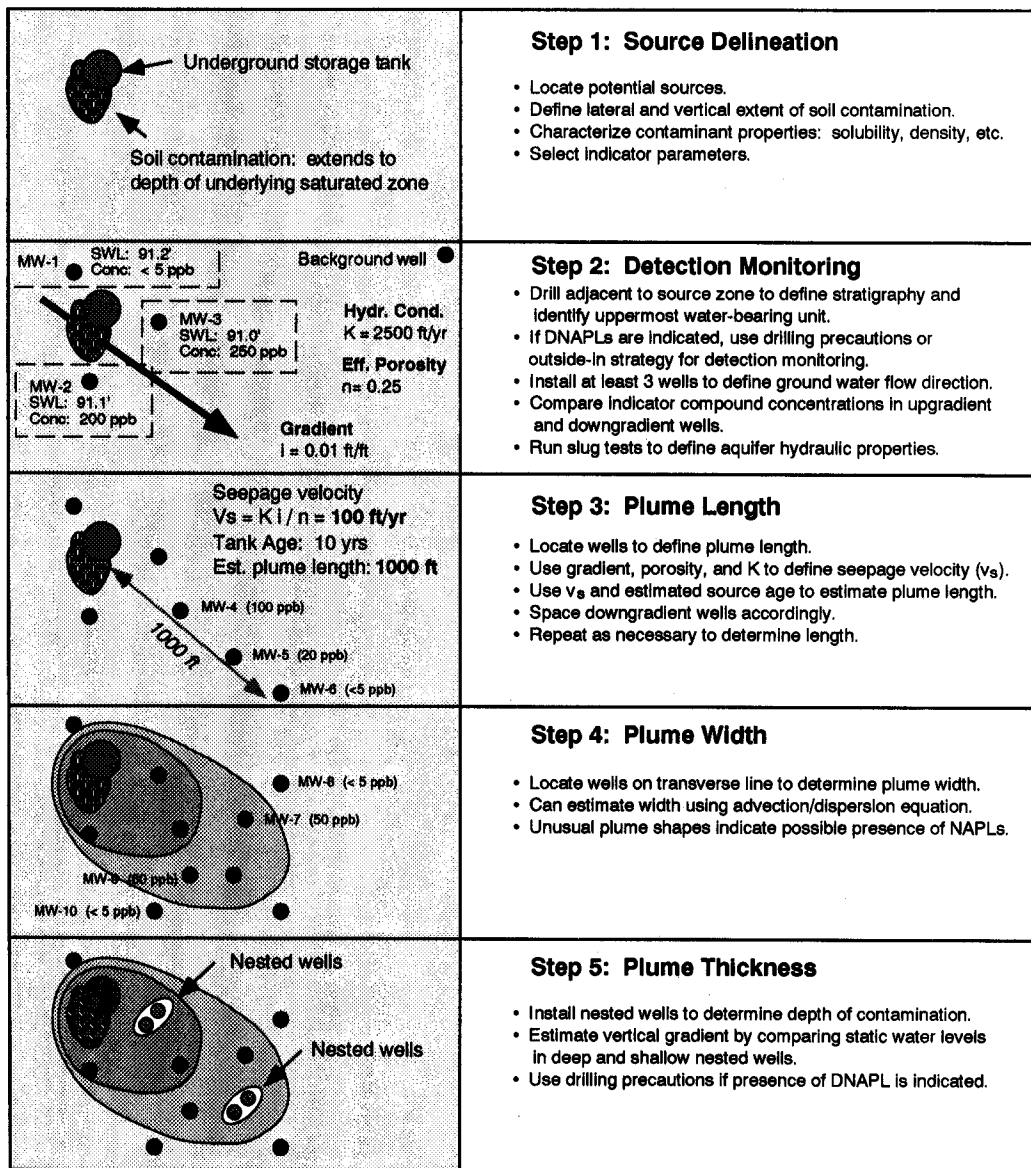 Underground storage tank
Soil contamination: extends to
depth of underlying saturated zone
Step 1: Source Delineation
• Locate potential sources.
• Define lateral and vertical extent of soil contamination.
• Characterize contaminant properties: solubility, density, etc.
• Select indicator parameters.
MW-1
SWL: 91.2'
Conc: < 5 ppb
Background well
MW-3
SWL: 91.0'
Conc: 250 ppb
Hydr. Cond.
K = 2500 ft/yr
Eff. Porosity
n= 0.25
MW-2
SWL: 91.1'
Conc: 200 ppb
Gradient
i = 0.01 ft/ft
Step 2: Detection Monitoring
• Drill adjacent to source zone to define stratigraphy and
identify uppermost water-bearing unit.
• If DNAPLs are indicated, use drilling precautions or
outside-in strategy for detection monitoring.
• Install at least 3 wells to define ground water flow direction.
• Compare indicator compound concentrations in upgradient
and downgradient wells.
• Run slug tests to define aquifer hydraulic properties.
Seepage velocity
Vs = K i / n = 100 ft/yr
Tank Age: 10 yrs
Est. plume length: 1000 ft
MW-4 (100 ppb)
1000 ft
MW-5 (20 ppb)
MW-6 (<5 ppb)
Step 3: Plume Length
• Locate wells to define plume length.
• Use gradient, porosity, and K to define seepage velocity (vs).
• Use vs and estimated source age to estimate plume length.
• Space downgradient wells accordingly.
• Repeat as necessary to determine length.
MW-8 (< 5 ppb)
MW-7 (50 ppb)
MW-9 (60 ppb)
MW-10 (< 5 ppb)
Step 4: Plume Width
• Locate wells on transverse line to determine plume width.
• Can estimate width using advection/dispersion equation.
• Unusual plume shapes indicate possible presence of NAPLs.
Nested wells
Nested wells
Step 5: Plume Thickness
• Install nested wells to determine depth of contamination.
• Estimate vertical gradient by comparing static water levels
in deep and shallow nested wells.
• Use drilling precautions if presence of DNAPL is indicated.